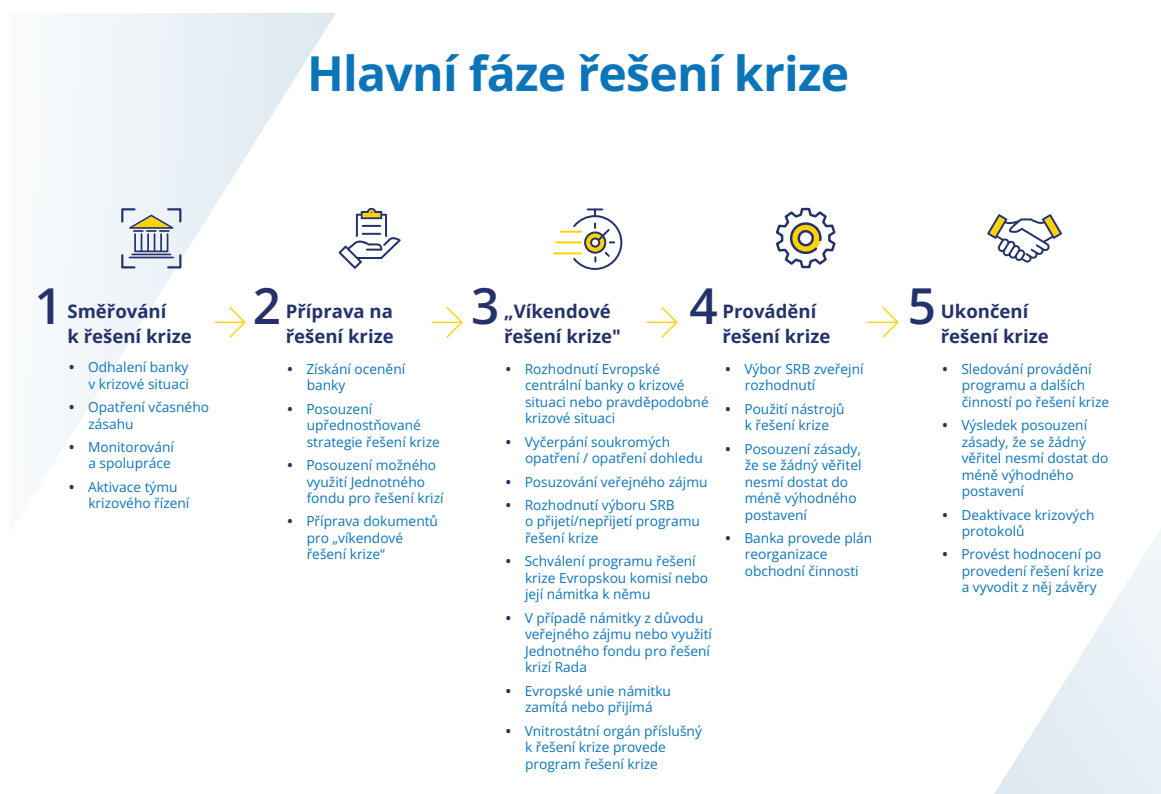 Hlavní fáze řešení krize
1 Směřování
k řešení krize
• Odhalení banky
v krizové situaci
• Opatření včasného
zásahu
• Monitorování
a spolupráce
• Aktivace týmu
krizového řízení
2 Příprava na
řešení krize
• Získání ocenění
banky
• Posouzení
upřednostňované
strategie řešení krize
• Posouzení možného
využití Jednotného
fondu pro řešení krizí
• Příprava dokumentů
pro „víkendové
řešení krize“
3 „Víkendové
řešení krize"
• Rozhodnutí Evropské
centrální banky o krizové
situaci nebo pravděpodobné
krizové situaci
• Vyčerpání soukromých
opatření / opatření dohledu
• Posuzování veřejného zájmu
• Rozhodnutí výboru SRB
o přijetí/nepřijetí programu
řešení krize
• Schválení programu řešení
krize Evropskou komisí nebo
její námitka k němu
• V případě námitky z důvodu
veřejného zájmu nebo využití
Jednotného fondu pro řešení
krizí Rada
• Evropské unie námitku
zamítá nebo přijímá
• Vnitrostátní orgán příslušný
k řešení krize provede
program řešení krize
4 Provádění
řešení krize
• Výbor SRB zveřejní
rozhodnutí
• Použití nástrojů
k řešení krize
• Posouzení zásady,
že se žádný věřitel
nesmí dostat do
méně výhodného
postavení
• Banka provede plán
reorganizace
obchodní činnosti
5 Ukončení
řešení krize
• Sledování provádění
programu a dalších
činností po řešení krize
• Výsledek posouzení
zásady, že se žádný
věřitel nesmí dostat do
méně výhodného
postavení
• Deaktivace krizových
protokolů
• Provést hodnocení po
provedení řešení krize
a vyvodit z něj závěry